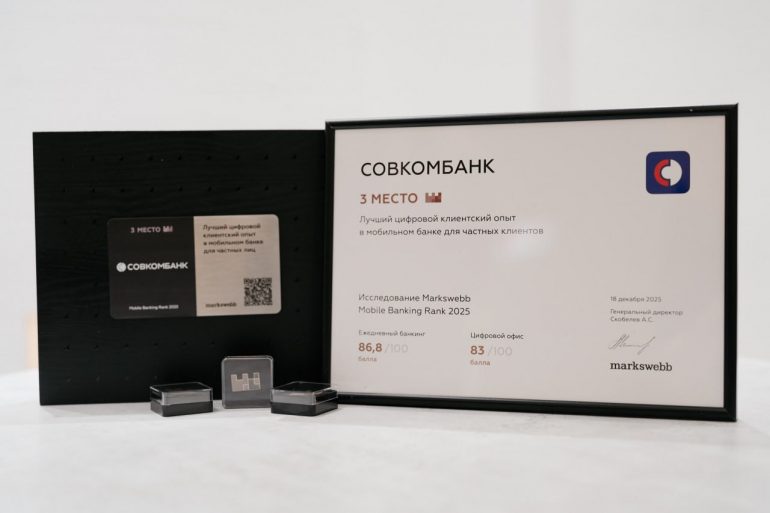 3 МЕСТО
СОВКОМБАНК
Mobile Banking Rank 2025
Лучший цифровой
клиентский опыт
в мобильном банке
для частных лиц
markswebb
СОВКОМБАНК
3 МЕСТО
Лучший цифровой клиентский опыт
в мобильном банке для частных клиентов
Исследование Markswebb
Mobile Banking Rank 2025
Ежедневный банкинг
86,8 /100
балла
Цифровой офис
83 /100
балла
18 декабря 2025
Генеральный директор
Скобелев А.С.
markswebb